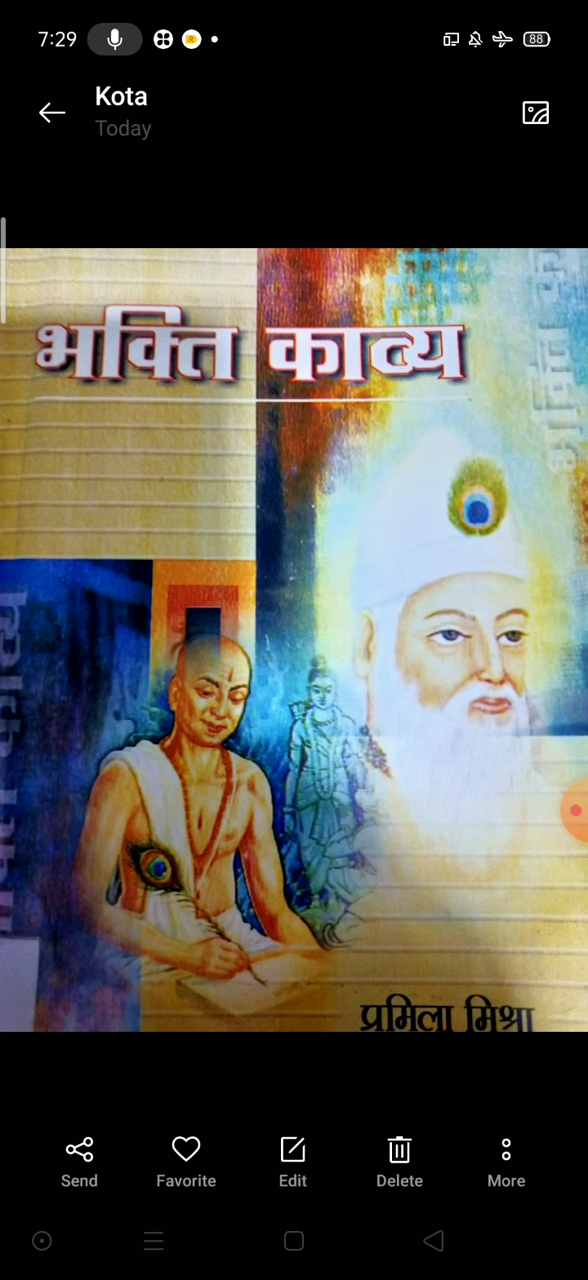 7:29
88
Kota
Today
भक्ति काव्य
प्रमिला मिश्रा
Send
Favorite
Edit
Delete
More